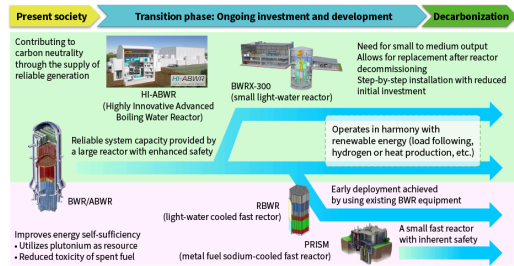 Present society
Transition phase: Ongoing investment and development
Decarbonization
Contributing to
carbon neutrality
through the supply of
reliable generation
HI-ABWR
HI-ABWR
(Highly Innovative Advanced
Boiling Water Reactor)
BWRX-300
(small light-water reactor)
Need for small to medium output
Allows for replacement after reactor
decommissioning
Step-by-step installation with reduced
initial investment
Reliable system capacity provided by
a large reactor with enhanced safety
Operates in harmony with
renewable energy (load following,
hydrogen or heat production, etc.)
BWR/ABWR
RBWR
(light-water cooled fast rector)
Early deployment achieved
by using existing BWR equipment
Improves energy self-sufficiency
• Utilizes plutonium as resource
• Reduced toxicity of spent fuel
PRISM
(metal fuel sodium-cooled fast reactor)
A small fast reactor
with inherent safety